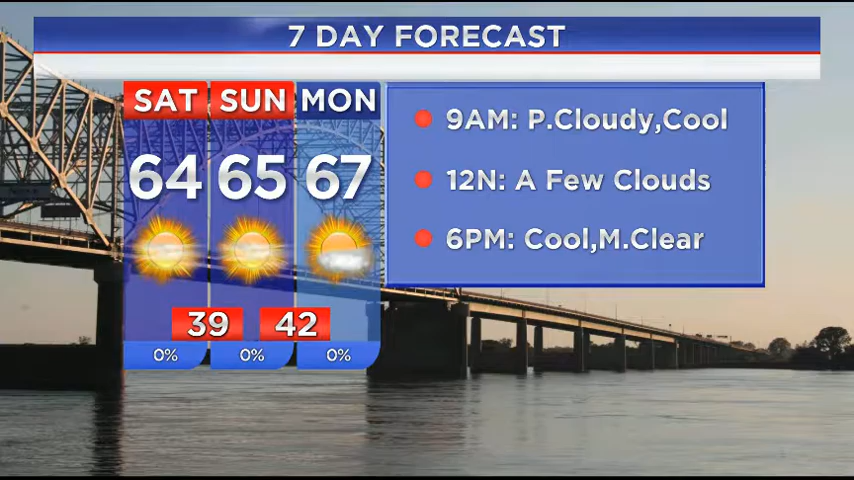 7 DAY FORECAST
SAT SUN MON
64 65 67
39 42
0% 0% 0%
9AM: P.Cloudy,Cool
12N: A Few Clouds
6PM: Cool,M.Clear